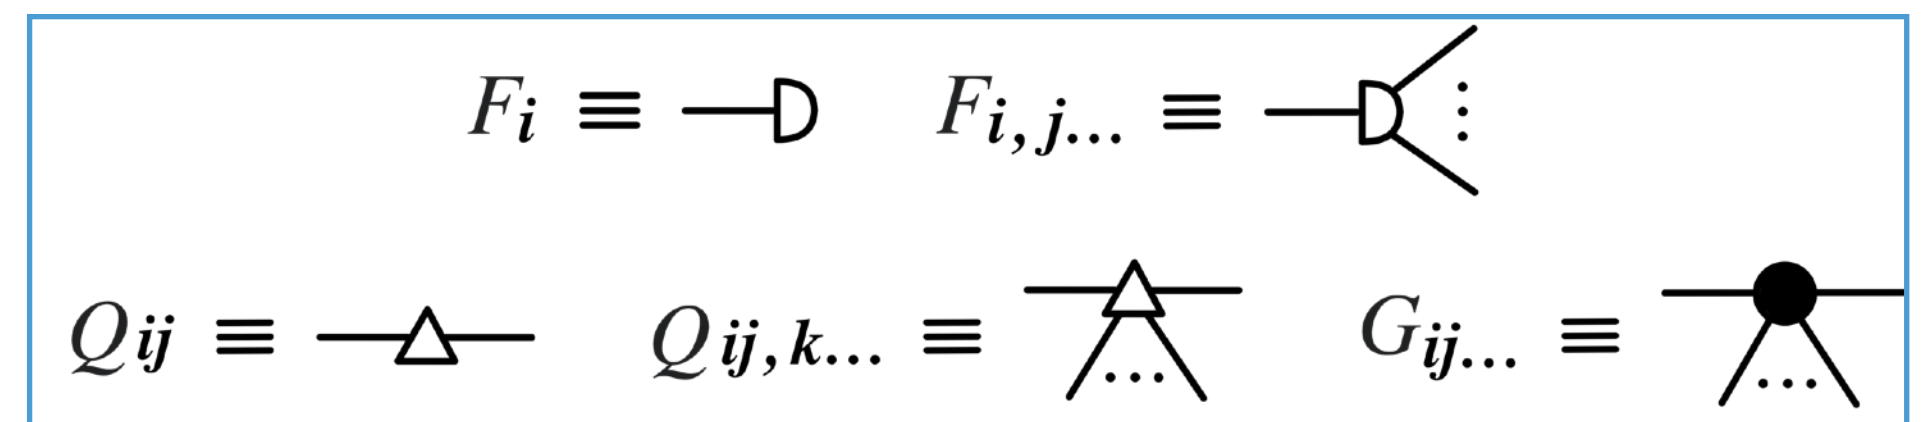 F_i ≡ F_{i,j...} ≡
Q_{ij} ≡ Q_{ij,k...} ≡ G_{ij...} ≡